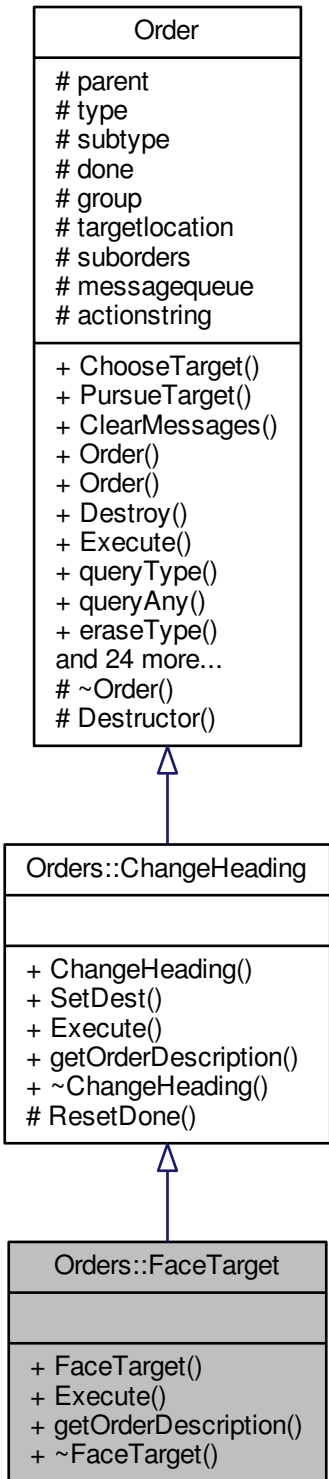 Order
# parent
# type
# subtype
# done
# group
# targetlocation
# suborders
# messagequeue
# actionstring
+ ChooseTarget()
+ PursueTarget()
+ ClearMessages()
+ Order()
+ Order()
+ Destroy()
+ Execute()
+ queryType()
+ queryAny()
+ eraseType()
and 24 more...
# ~Order()
# Destructor()
Orders::ChangeHeading
+ ChangeHeading()
+ SetDest()
+ Execute()
+ getOrderDescription()
+ ~ChangeHeading()
# ResetDone()
Orders::FaceTarget
+ FaceTarget()
+ Execute()
+ getOrderDescription()
+ ~FaceTarget()